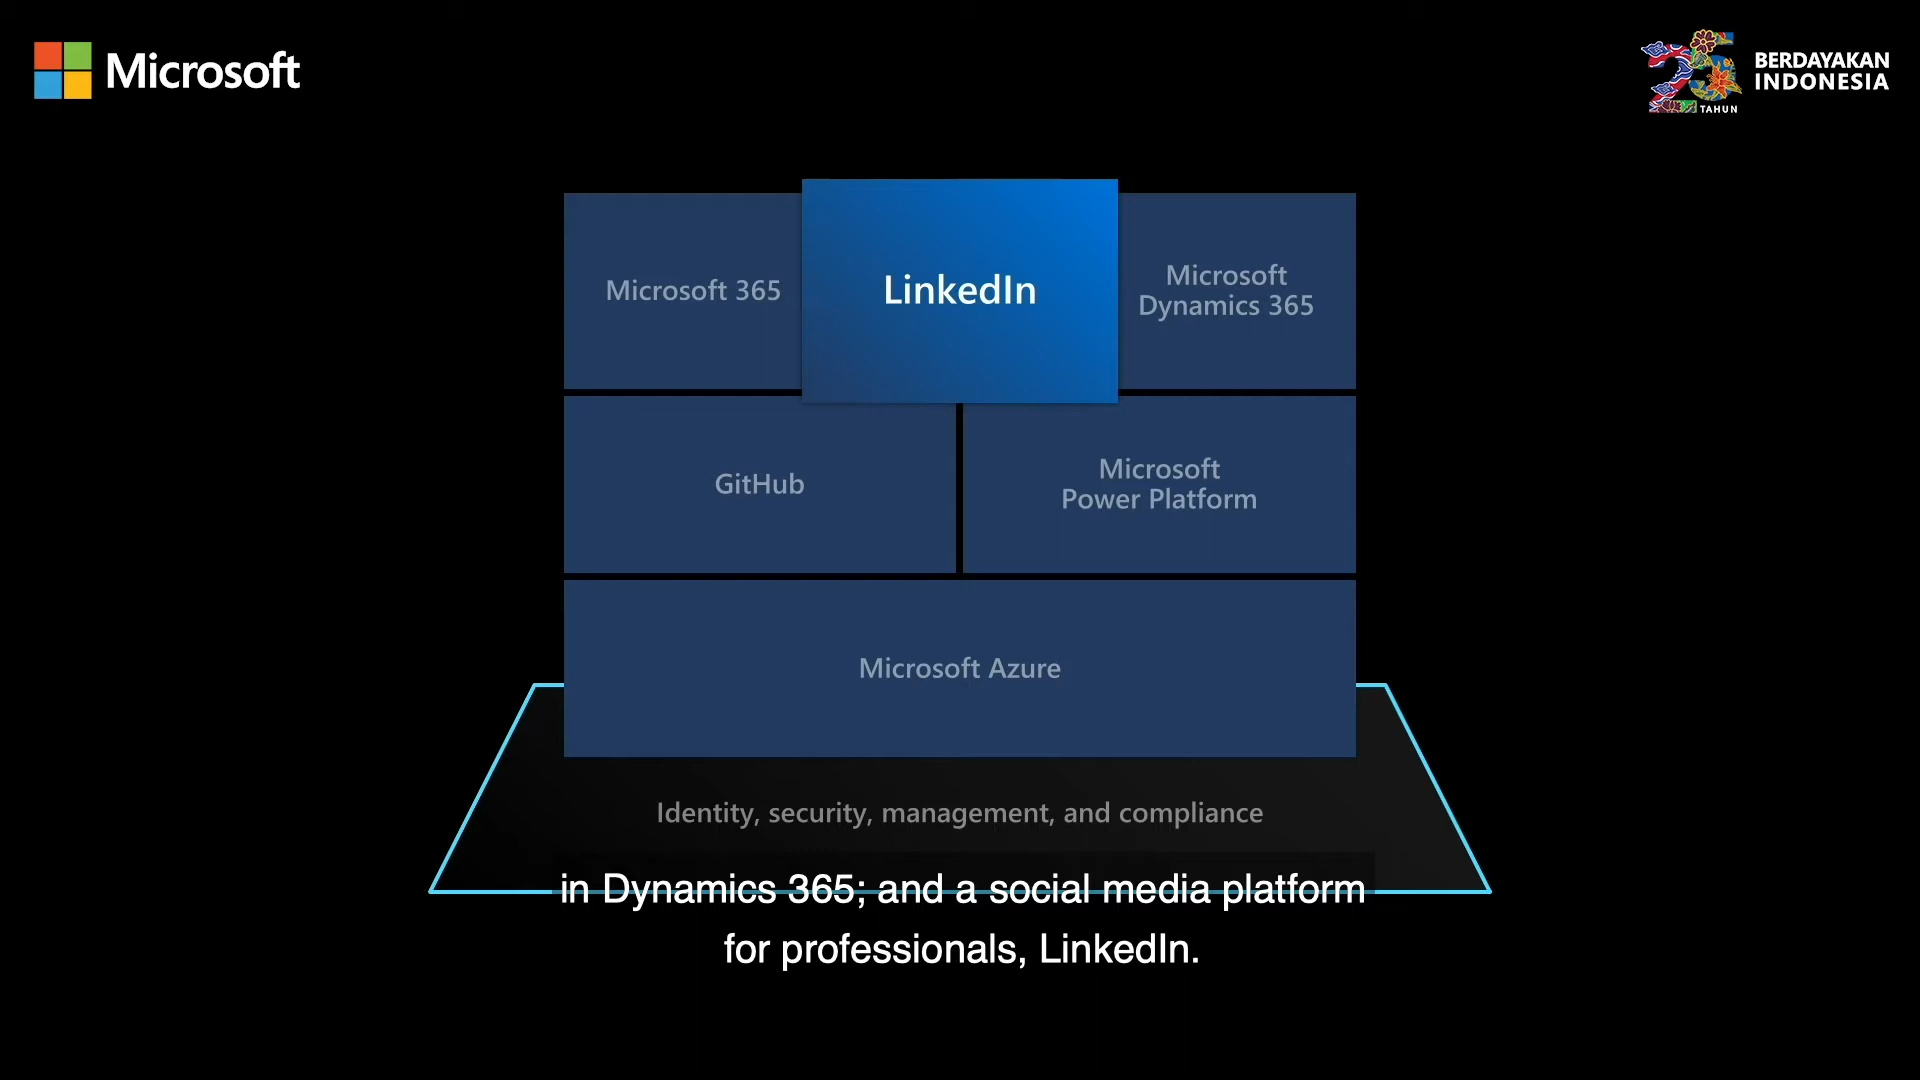 Microsoft
25
TAHUN
BERDAYAKAN
INDONESIA
Microsoft 365
LinkedIn
Microsoft
Dynamics 365
GitHub
Microsoft
Power Platform
Microsoft Azure
Identity, security, management, and compliance
in Dynamics 365; and a social media platform
for professionals, LinkedIn.